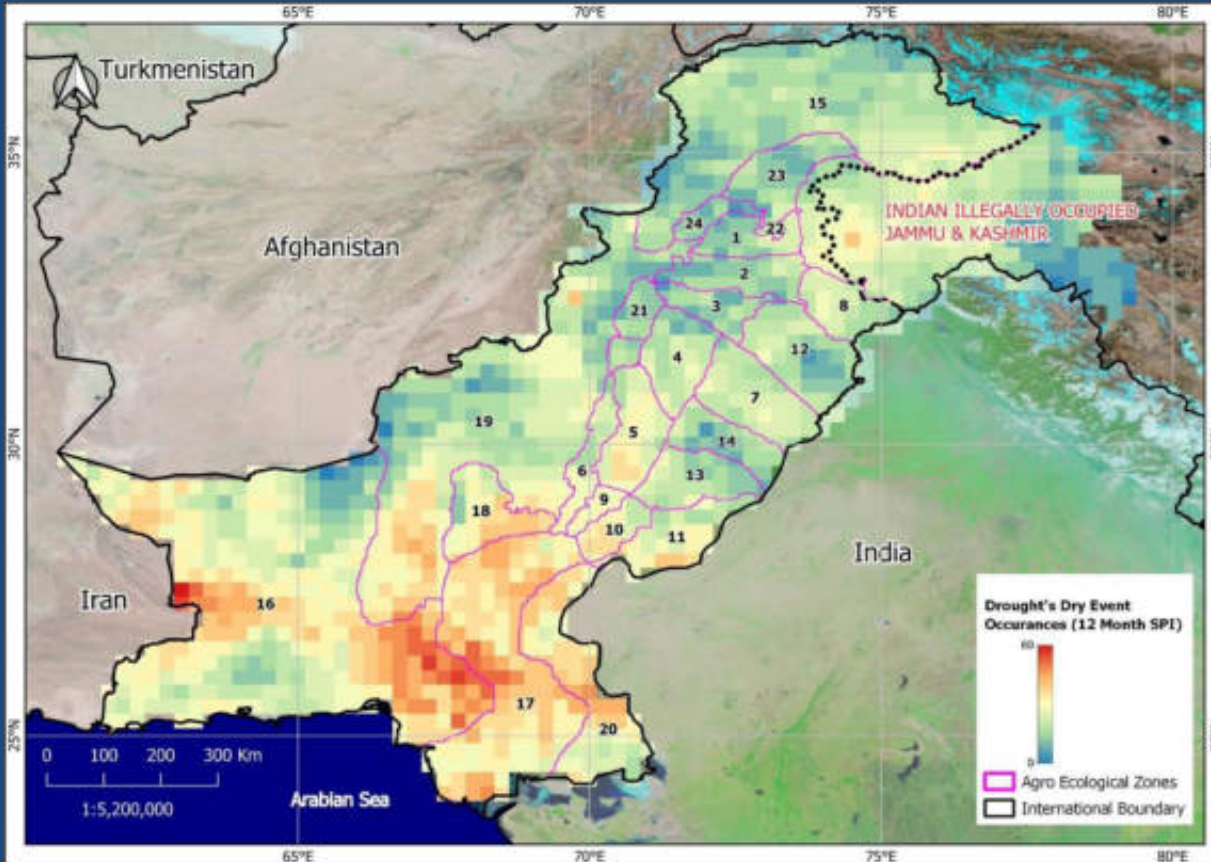 65°E 70°E 75°E 80°E
Turkmenistan
15
35°N
23
INDIAN ILLEGALLY OCCUPIED
JAMMU & KASHMIR
24
1
22
Afghanistan
2
21
3
8
4
12
7
19
30°N
5
14
6
13
18
9
10
11
India
Iran
16
17
20
25°N
0 100 200 300 Km
1:5,200,000
Arabian Sea
Drought's Dry Event
Occurances (12 Month SPI)
60
Agro Ecological Zones
International Boundary
65°E 70°E 75°E 80°E